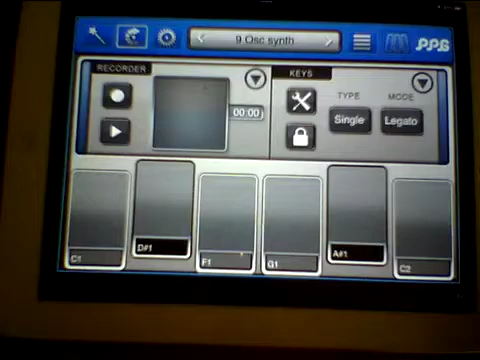 9 Osc synth
PPG
RECORDER
KEYS
TYPE
MODE
00:00
Single
Legato
C1
D#1
F1
G1
A#1
C2